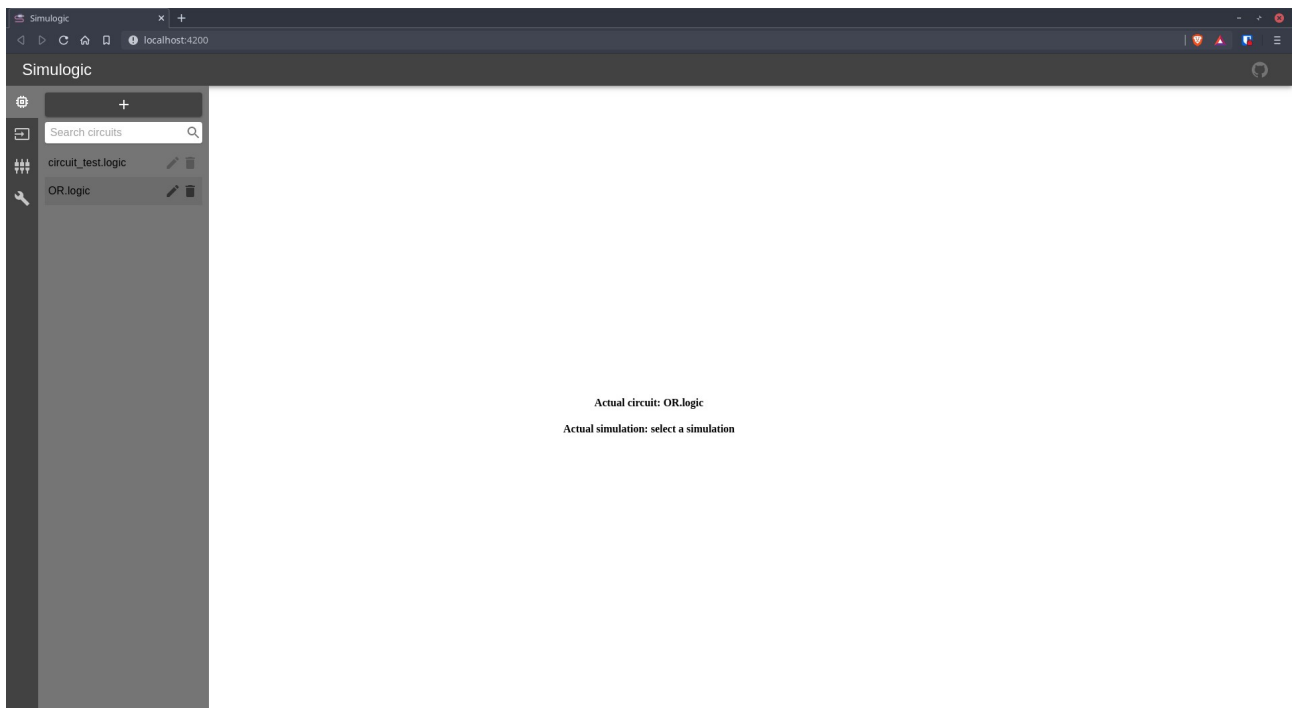 Simulogic
localhost:4200
Simulogic
+
Search circuits
circuit_test.logic
OR.logic
Actual circuit: OR.logic
Actual simulation: select a simulation